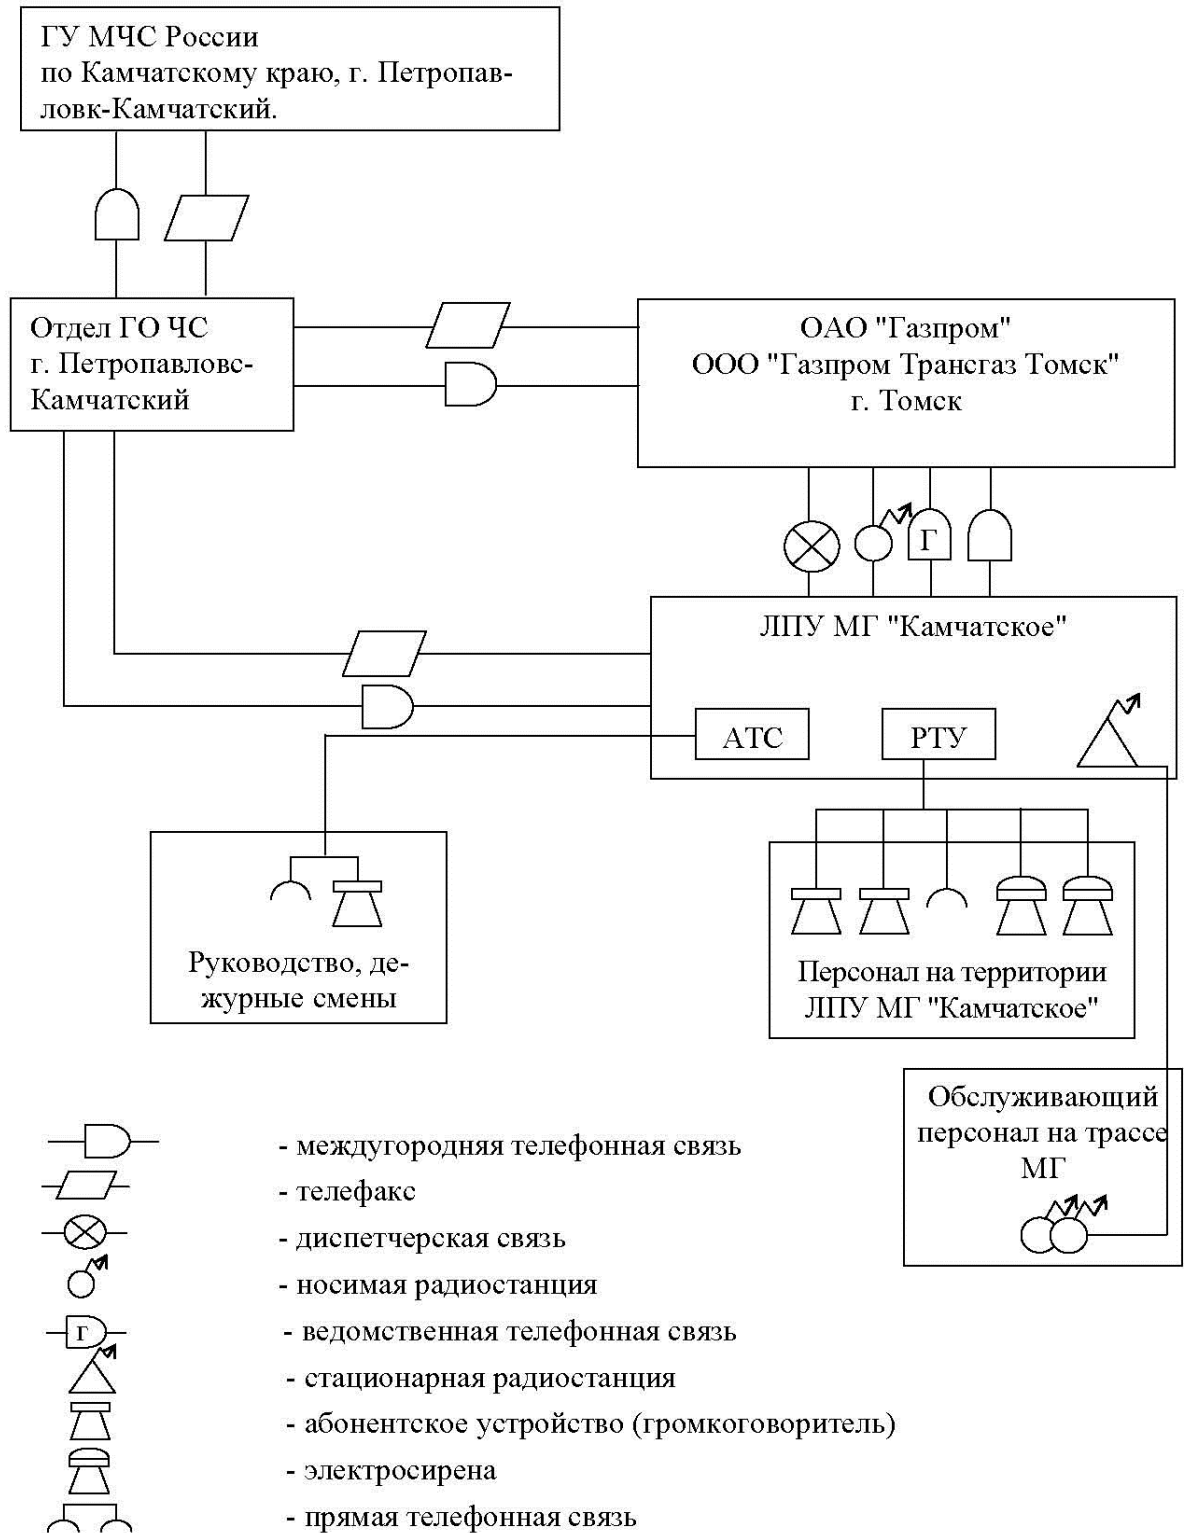 ГУ МЧС России
по Камчатскому краю, г. Петропав-
ловк-Камчатский.
Отдел ГО ЧС
г. Петропавловс-
Камчатский
ОАО "Газпром"
ООО "Газпром Трансгаз Томск"
г. Томск
Г
ЛПУ МГ "Камчатское"
АТС
РТУ
Руководство, де-
журные смены
Персонал на территории
ЛПУ МГ "Камчатское"
Обслуживающий
персонал на трассе
МГ
- междугородняя телефонная связь
- телефакс
- диспетчерская связь
- носимая радиостанция
г - ведомственная телефонная связь
- стационарная радиостанция
- абонентское устройство (громкоговоритель)
- электросирена
- прямая телефонная связь